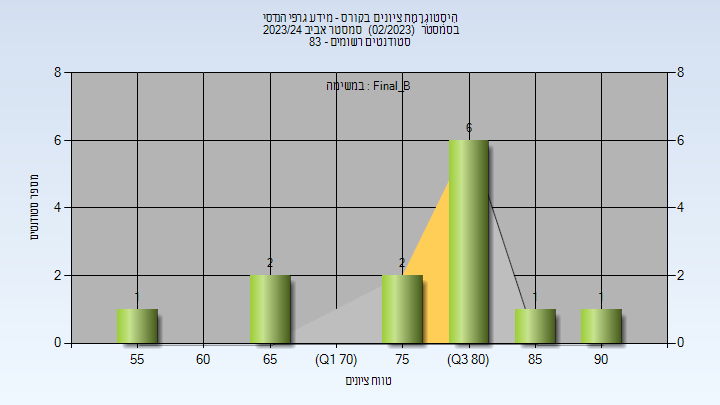 היסטוגרמת ציונים בקורס - מידע גרפי הנדסי
בסמסטר (02/2023) סמסטר אביב 2023/24
סטודנטים רשומים - 83
במשימה : Final_B
מספר סטודנטים
8
6
4
2
0
8
6
4
2
0
1
2
2
6
1
1
55
60
65
(Q1 70)
75
(Q3 80)
85
90
טווח ציונים